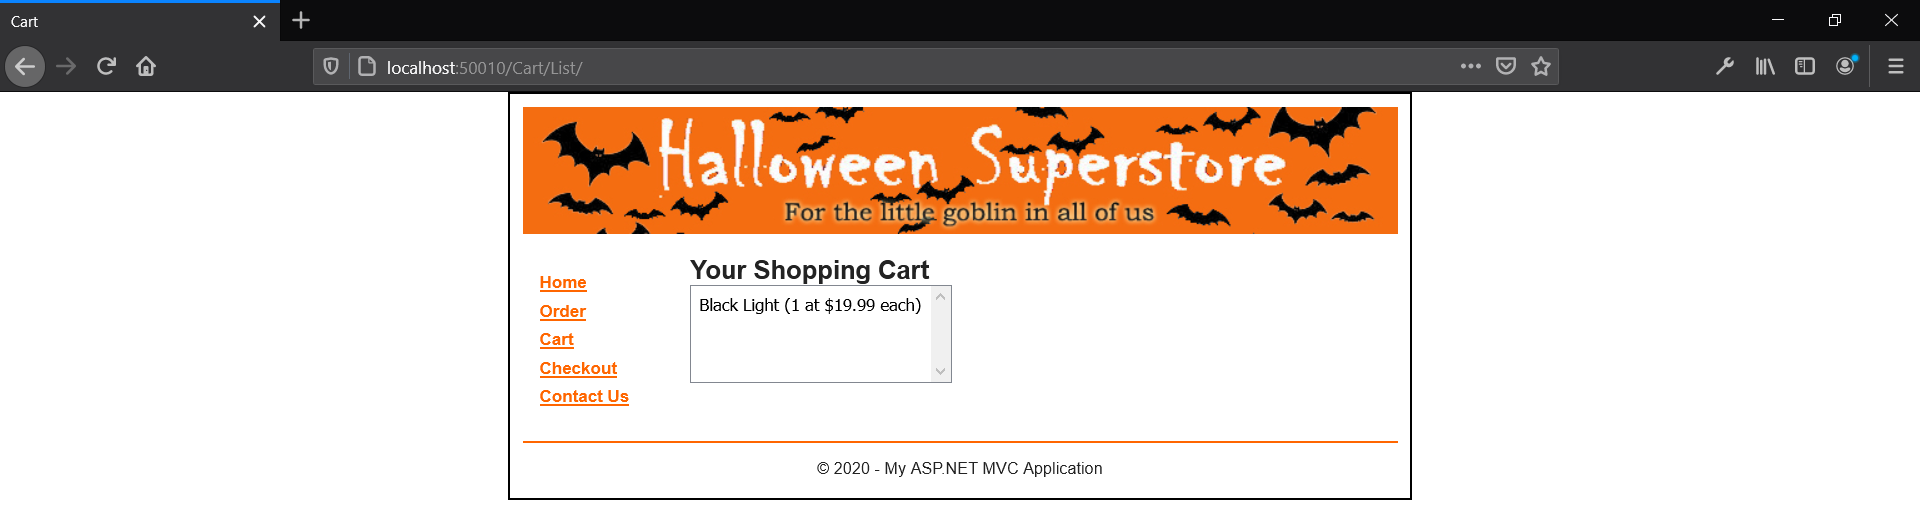 Cart
localhost:50010/Cart/List/
Halloween Superstore
For the little goblin in all of us
Home
Order
Cart
Checkout
Contact Us
Your Shopping Cart
Black Light (1 at $19.99 each)
© 2020 - My ASP.NET MVC Application